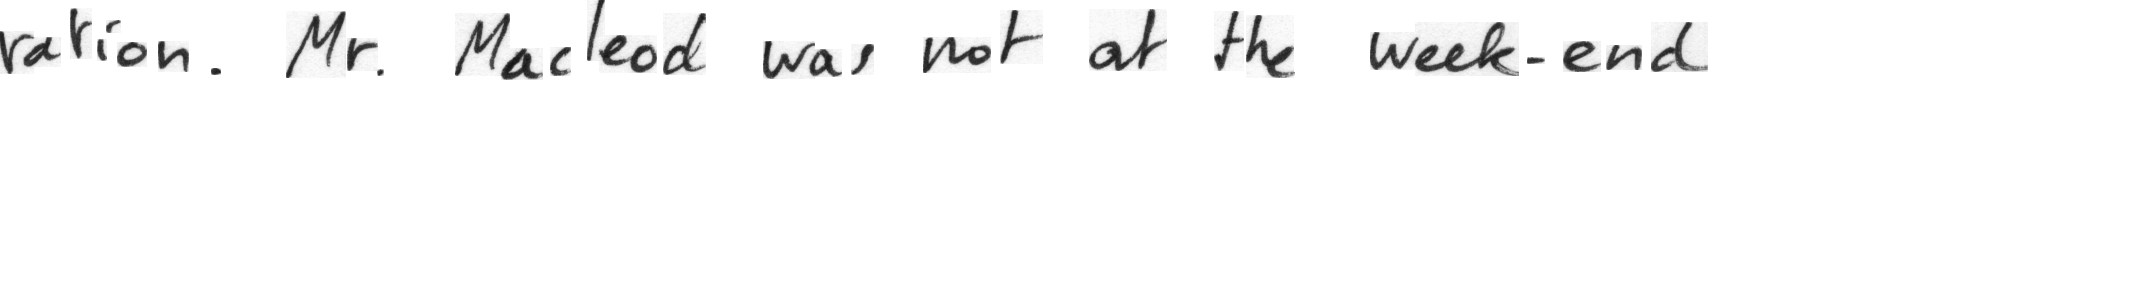 ration. Mr. Macleod was not at the week-end